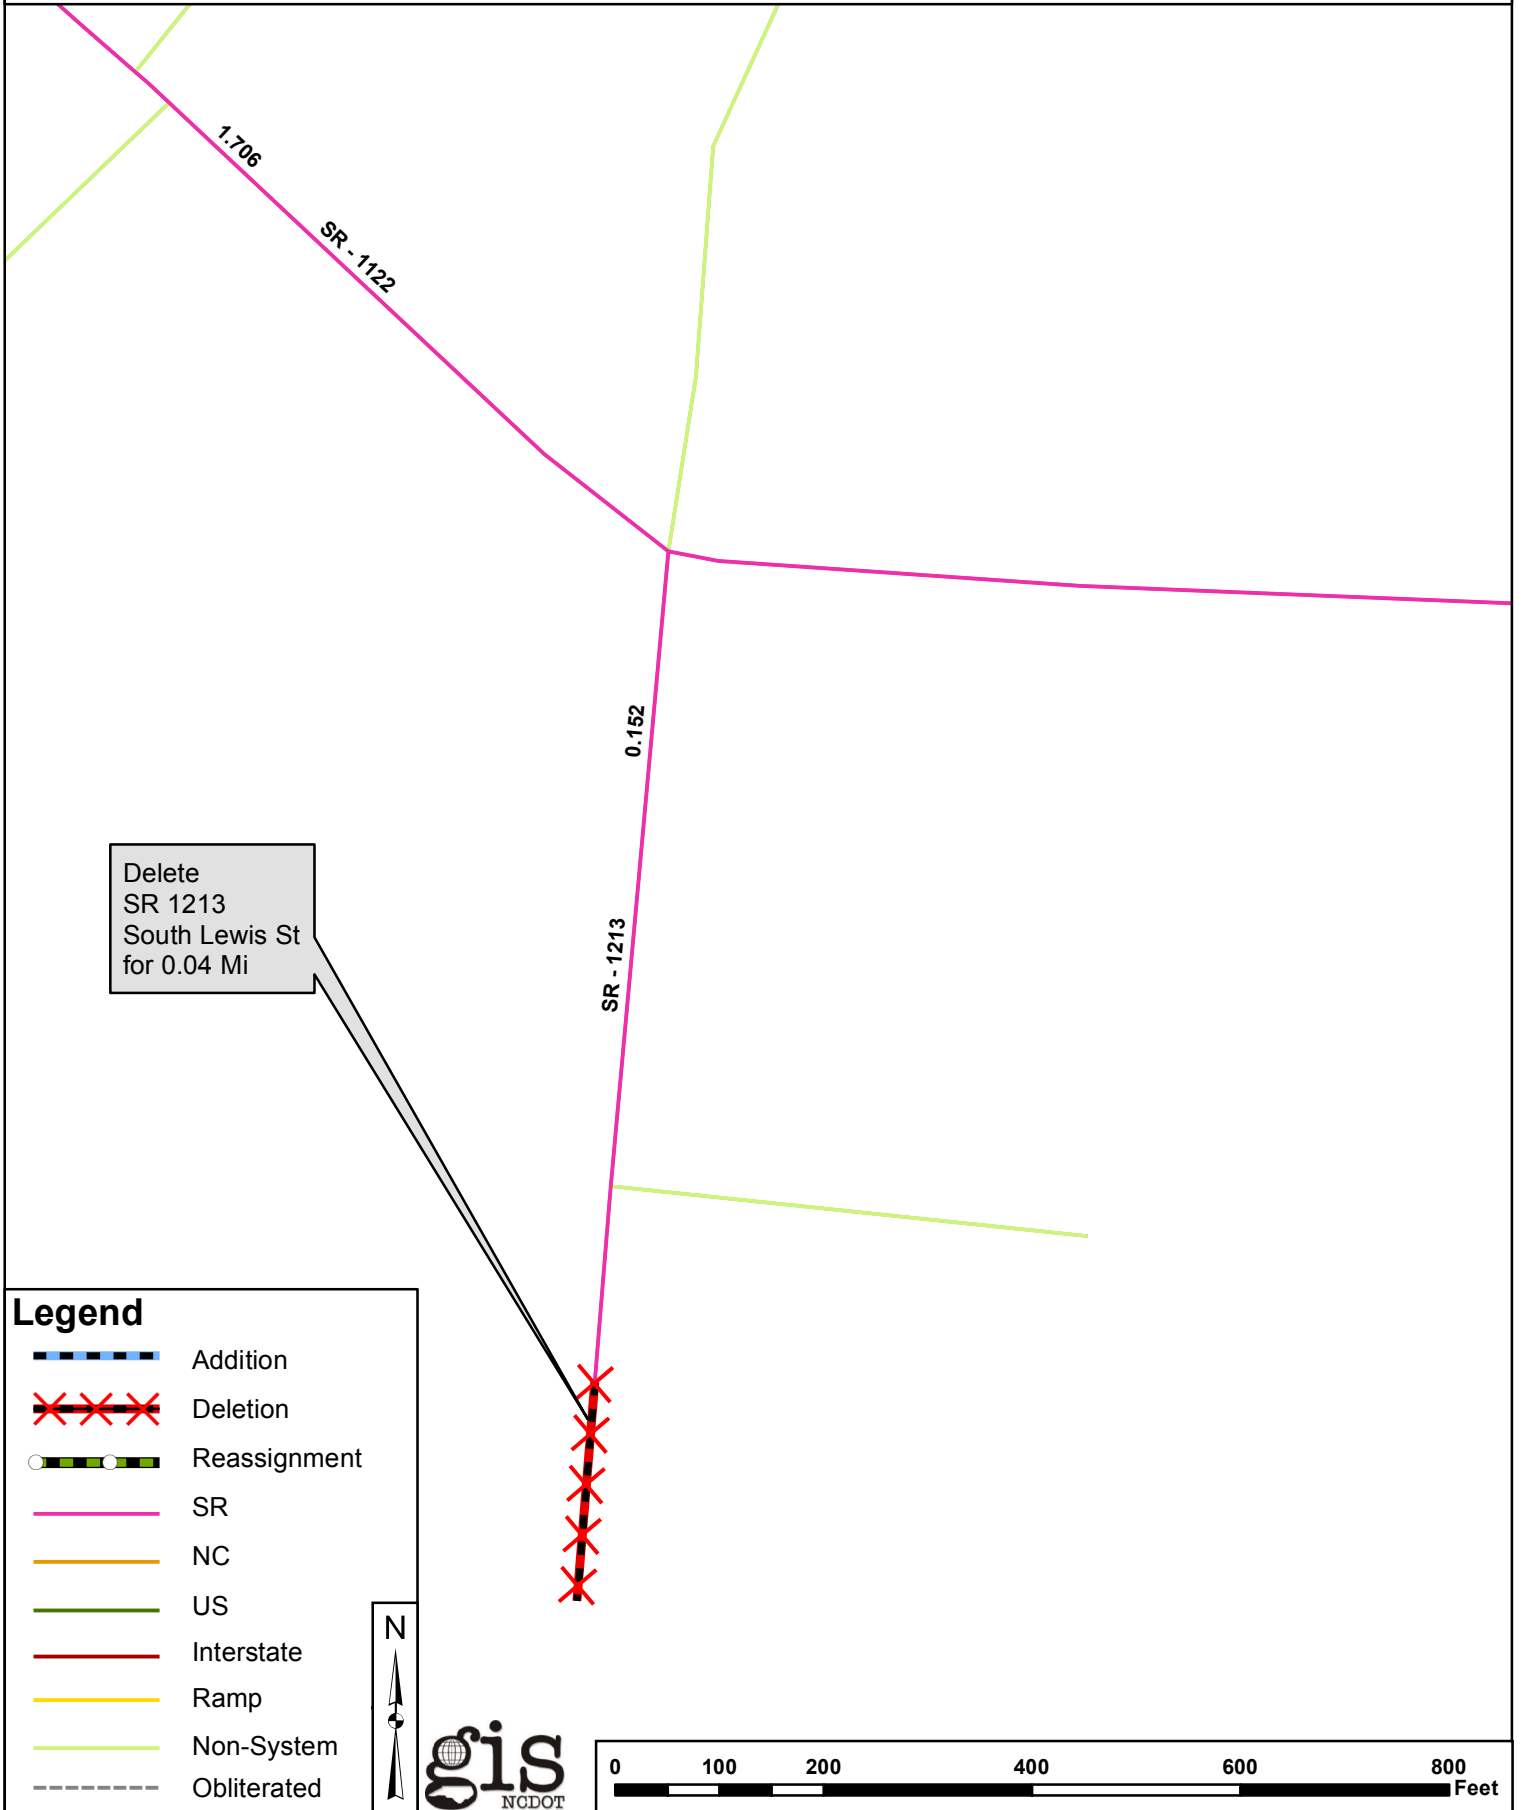 1.706
SR - 1122
0.152
SR - 1213
Delete
SR 1213
South Lewis St
for 0.04 Mi
Legend
Addition
Deletion
Reassignment
SR
NC
US
Interstate
Ramp
Non-System
Obliterated
N
gis
NCDOT
0 100 200 400 600 800
Feet